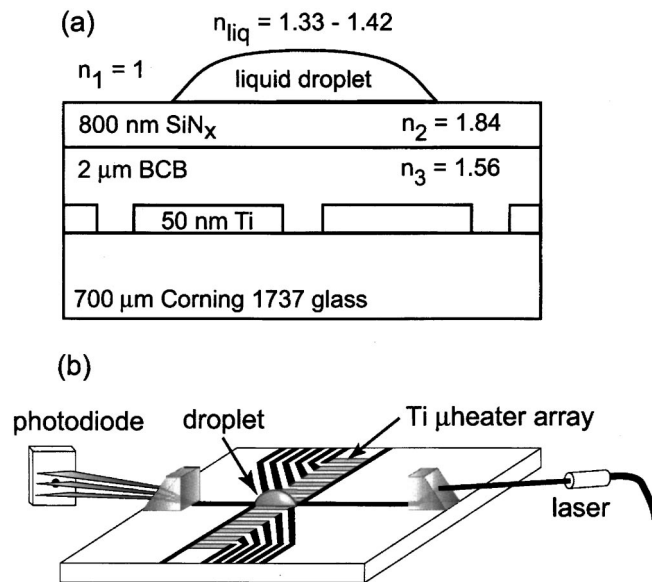 (a)
n_liq = 1.33 - 1.42
n_1 = 1
liquid droplet
800 nm SiN_x
n_2 = 1.84
2 μm BCB
n_3 = 1.56
50 nm Ti
700 μm Corning 1737 glass
(b)
photodiode
droplet
Ti μheater array
laser